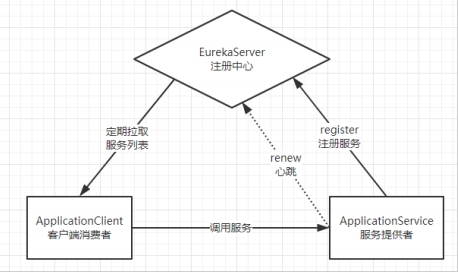 EurekaServer
注册中心
定期拉取
服务列表
register
注册服务
renew
心跳
ApplicationClient
客户端消费者
调用服务
ApplicationService
服务提供者